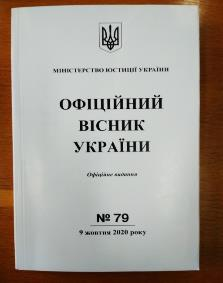 МІНІСТЕРСТВО ЮСТИЦІЇ УКРАЇНИ
ОФІЦІЙНИЙ
ВІСНИК
УКРАЇНИ
Офіційне видання
№ 79
9 жовтня 2020 року